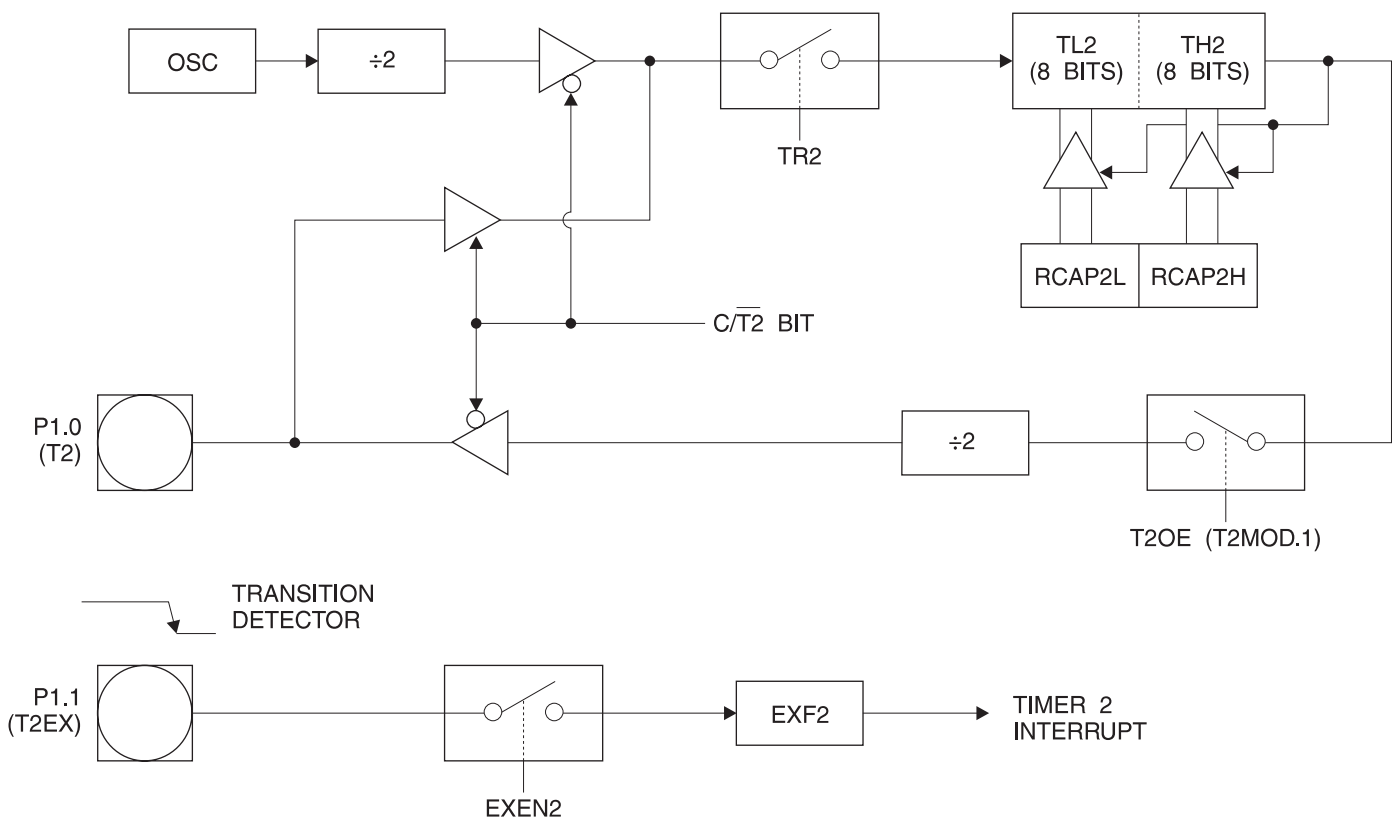 OSC
÷2
TR2
TL2
(8 BITS)
TH2
(8 BITS)
RCAP2L
RCAP2H
C/T2̅ BIT
P1.0
(T2)
÷2
T2OE (T2MOD.1)
TRANSITION
DETECTOR
P1.1
(T2EX)
EXEN2
EXF2
TIMER 2
INTERRUPT